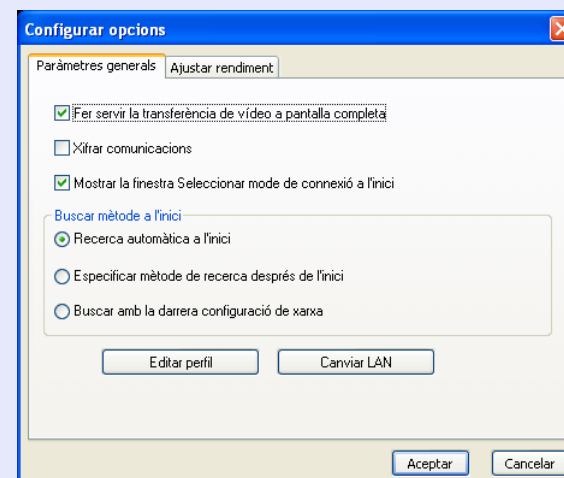 Configurar opcions
Paràmetres generals
Ajustar rendiment
Fer servir la transferència de vídeo a pantalla completa
Xifrar comunicacions
Mostrar la finestra Seleccionar mode de connexió a l'inici
Buscar mètode a l'inici
Recerca automàtica a l'inici
Especificar mètode de recerca després de l'inici
Buscar amb la darrera configuració de xarxa
Editar perfil
Canviar LAN
Aceptar
Cancelar